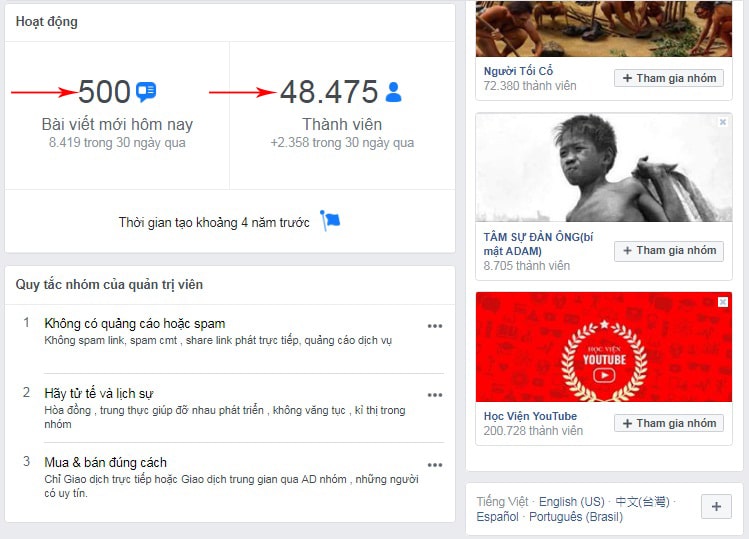 Hoạt động
500
Bài viết mới hôm nay
8.419 trong 30 ngày qua
48.475
Thành viên
+2.358 trong 30 ngày qua
Thời gian tạo khoảng 4 năm trước
Quy tắc nhóm của quản trị viên
1 Không có quảng cáo hoặc spam
Không spam link, spam cmt , share link phát trực tiếp, quảng cáo dịch vụ
2 Hãy tử tế và lịch sự
Hòa đồng , trung thực giúp đỡ nhau phát triển , không văng tục , kì thị trong
nhóm
3 Mua & bán đúng cách
Chỉ Giao dịch trực tiếp hoặc Giao dịch trung gian qua AD nhóm , những người
có uy tín.
Người Tối Cổ
72.380 thành viên
+ Tham gia nhóm
TÂM SỰ ĐÀN ÔNG(bí
mật ADAM)
8.705 thành viên
+ Tham gia nhóm
HỌC VIỆN
YOUTUBE
Học Viện YouTube
200.728 thành viên
+ Tham gia nhóm
Tiếng Việt · English (US) · 中文(台灣) ·
Español · Português (Brasil)
+